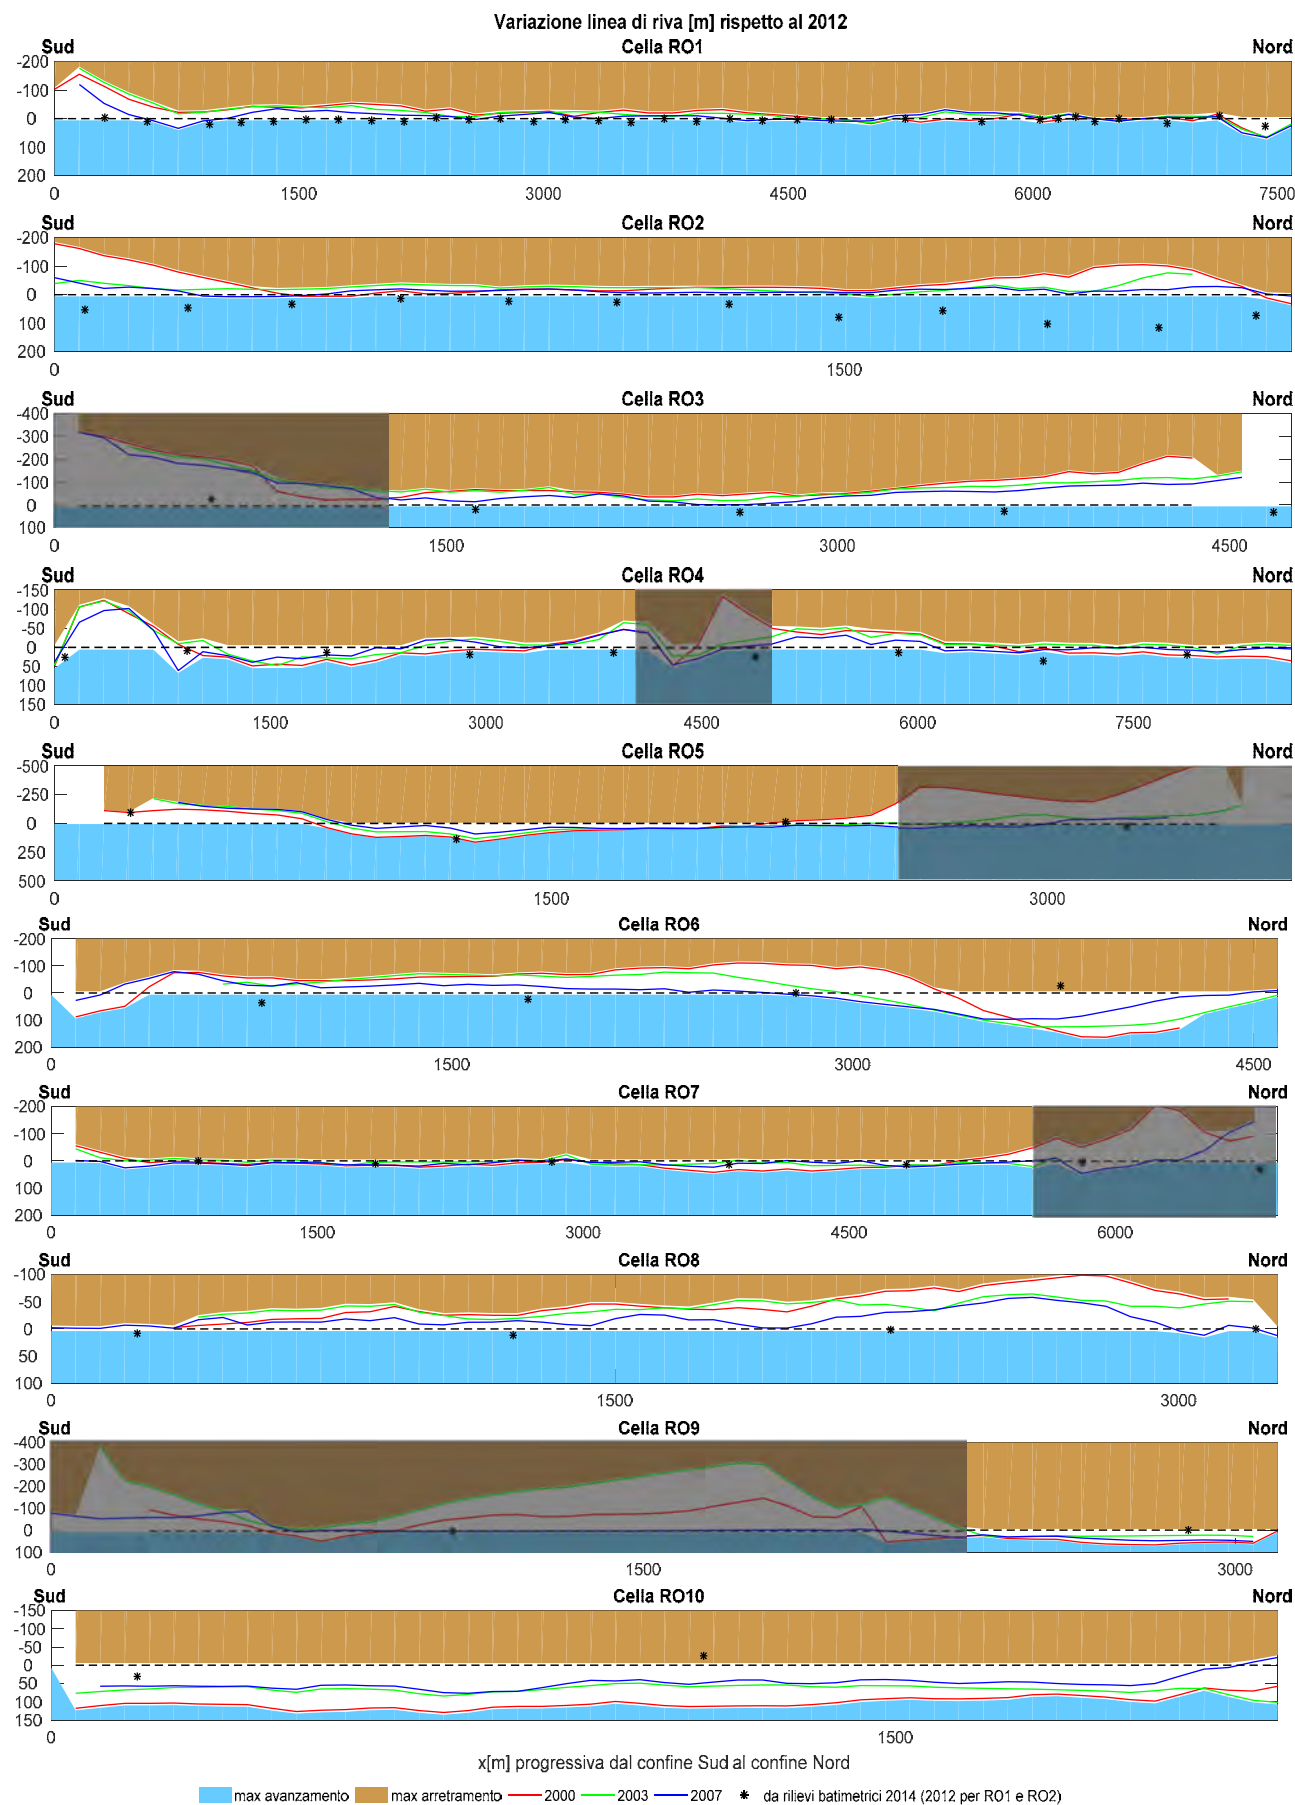 Variazione linea di riva [m] rispetto al 2012
Sud Cella RO1 Nord
-200
-100
0
100
200
0 1500 3000 4500 6000 7500
Sud Cella RO2 Nord
-200
-100
0
100
200
0 1500
Sud Cella RO3 Nord
-400
-300
-200
-100
0
100
0 1500 3000 4500
Sud Cella RO4 Nord
-150
-100
-50
0
50
100
150
0 1500 3000 4500 6000 7500
Sud Cella RO5 Nord
-500
-250
0
250
500
0 1500 3000
Sud Cella RO6 Nord
-200
-100
0
100
200
0 1500 3000 4500
Sud Cella RO7 Nord
-200
-100
0
100
200
0 1500 3000 4500 6000
Sud Cella RO8 Nord
-100
-50
0
50
100
0 1500 3000
Sud Cella RO9 Nord
-400
-300
-200
-100
0
100
0 1500 3000
Sud Cella RO10 Nord
-150
-100
-50
0
50
100
150
0 1500
x[m] progressiva dal confine Sud al confine Nord
max avanzamento max arretramento 2000 2003 2007 * da rilievi batimetrici 2014 (2012 per RO1 e RO2)